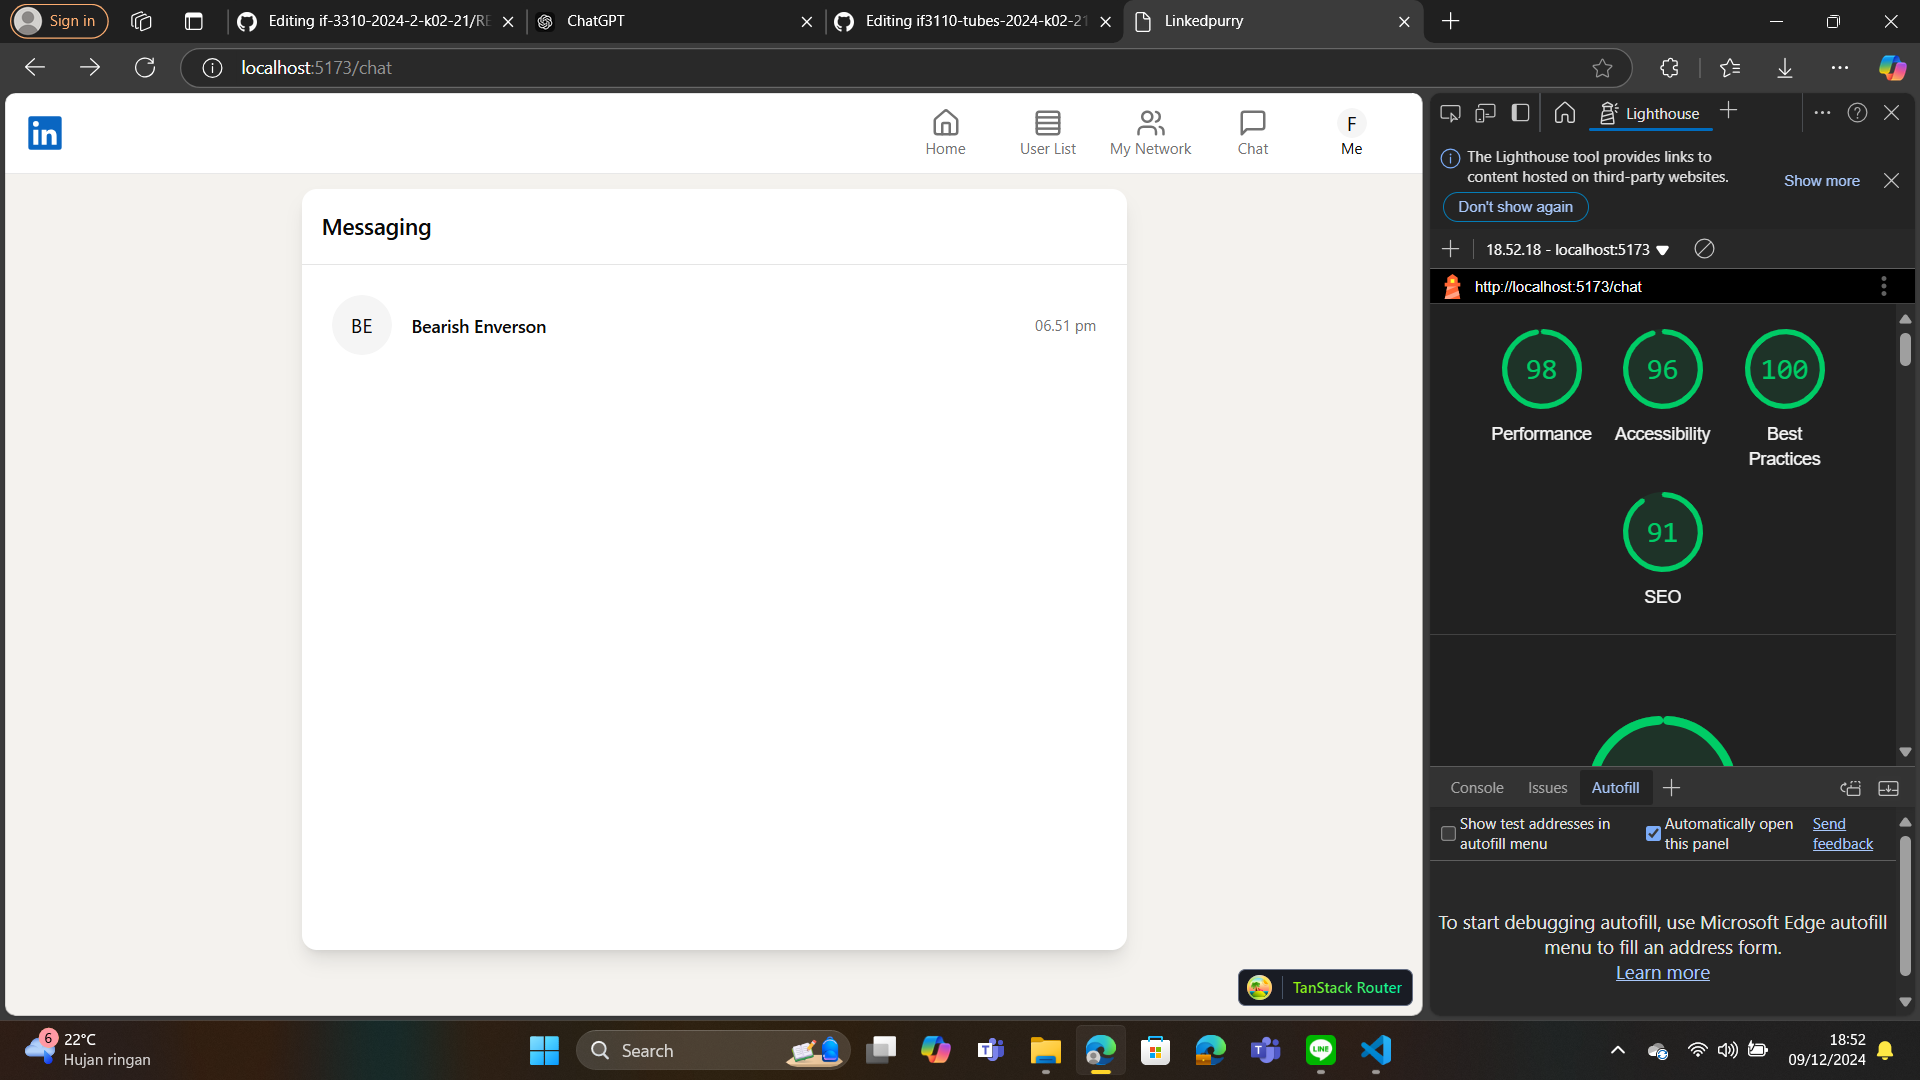 Sign in
Editing if-3310-2024-2-k02-21/RE
ChatGPT
Editing if3110-tubes-2024-k02-21
Linkedpurry
localhost:5173/chat
in
Home
User List
My Network
Chat
F
Me
Messaging
BE
Bearish Enverson
06.51 pm
TanStack Router
Lighthouse
The Lighthouse tool provides links to
content hosted on third-party websites.
Show more
Don't show again
18.52.18 - localhost:5173
http://localhost:5173/chat
98
96
100
Performance
Accessibility
Best
Practices
91
SEO
Console
Issues
Autofill
Show test addresses in
autofill menu
Automatically open
this panel
Send
feedback
To start debugging autofill, use Microsoft Edge autofill
menu to fill an address form.
Learn more
6
22°C
Hujan ringan
Search
18:52
09/12/2024